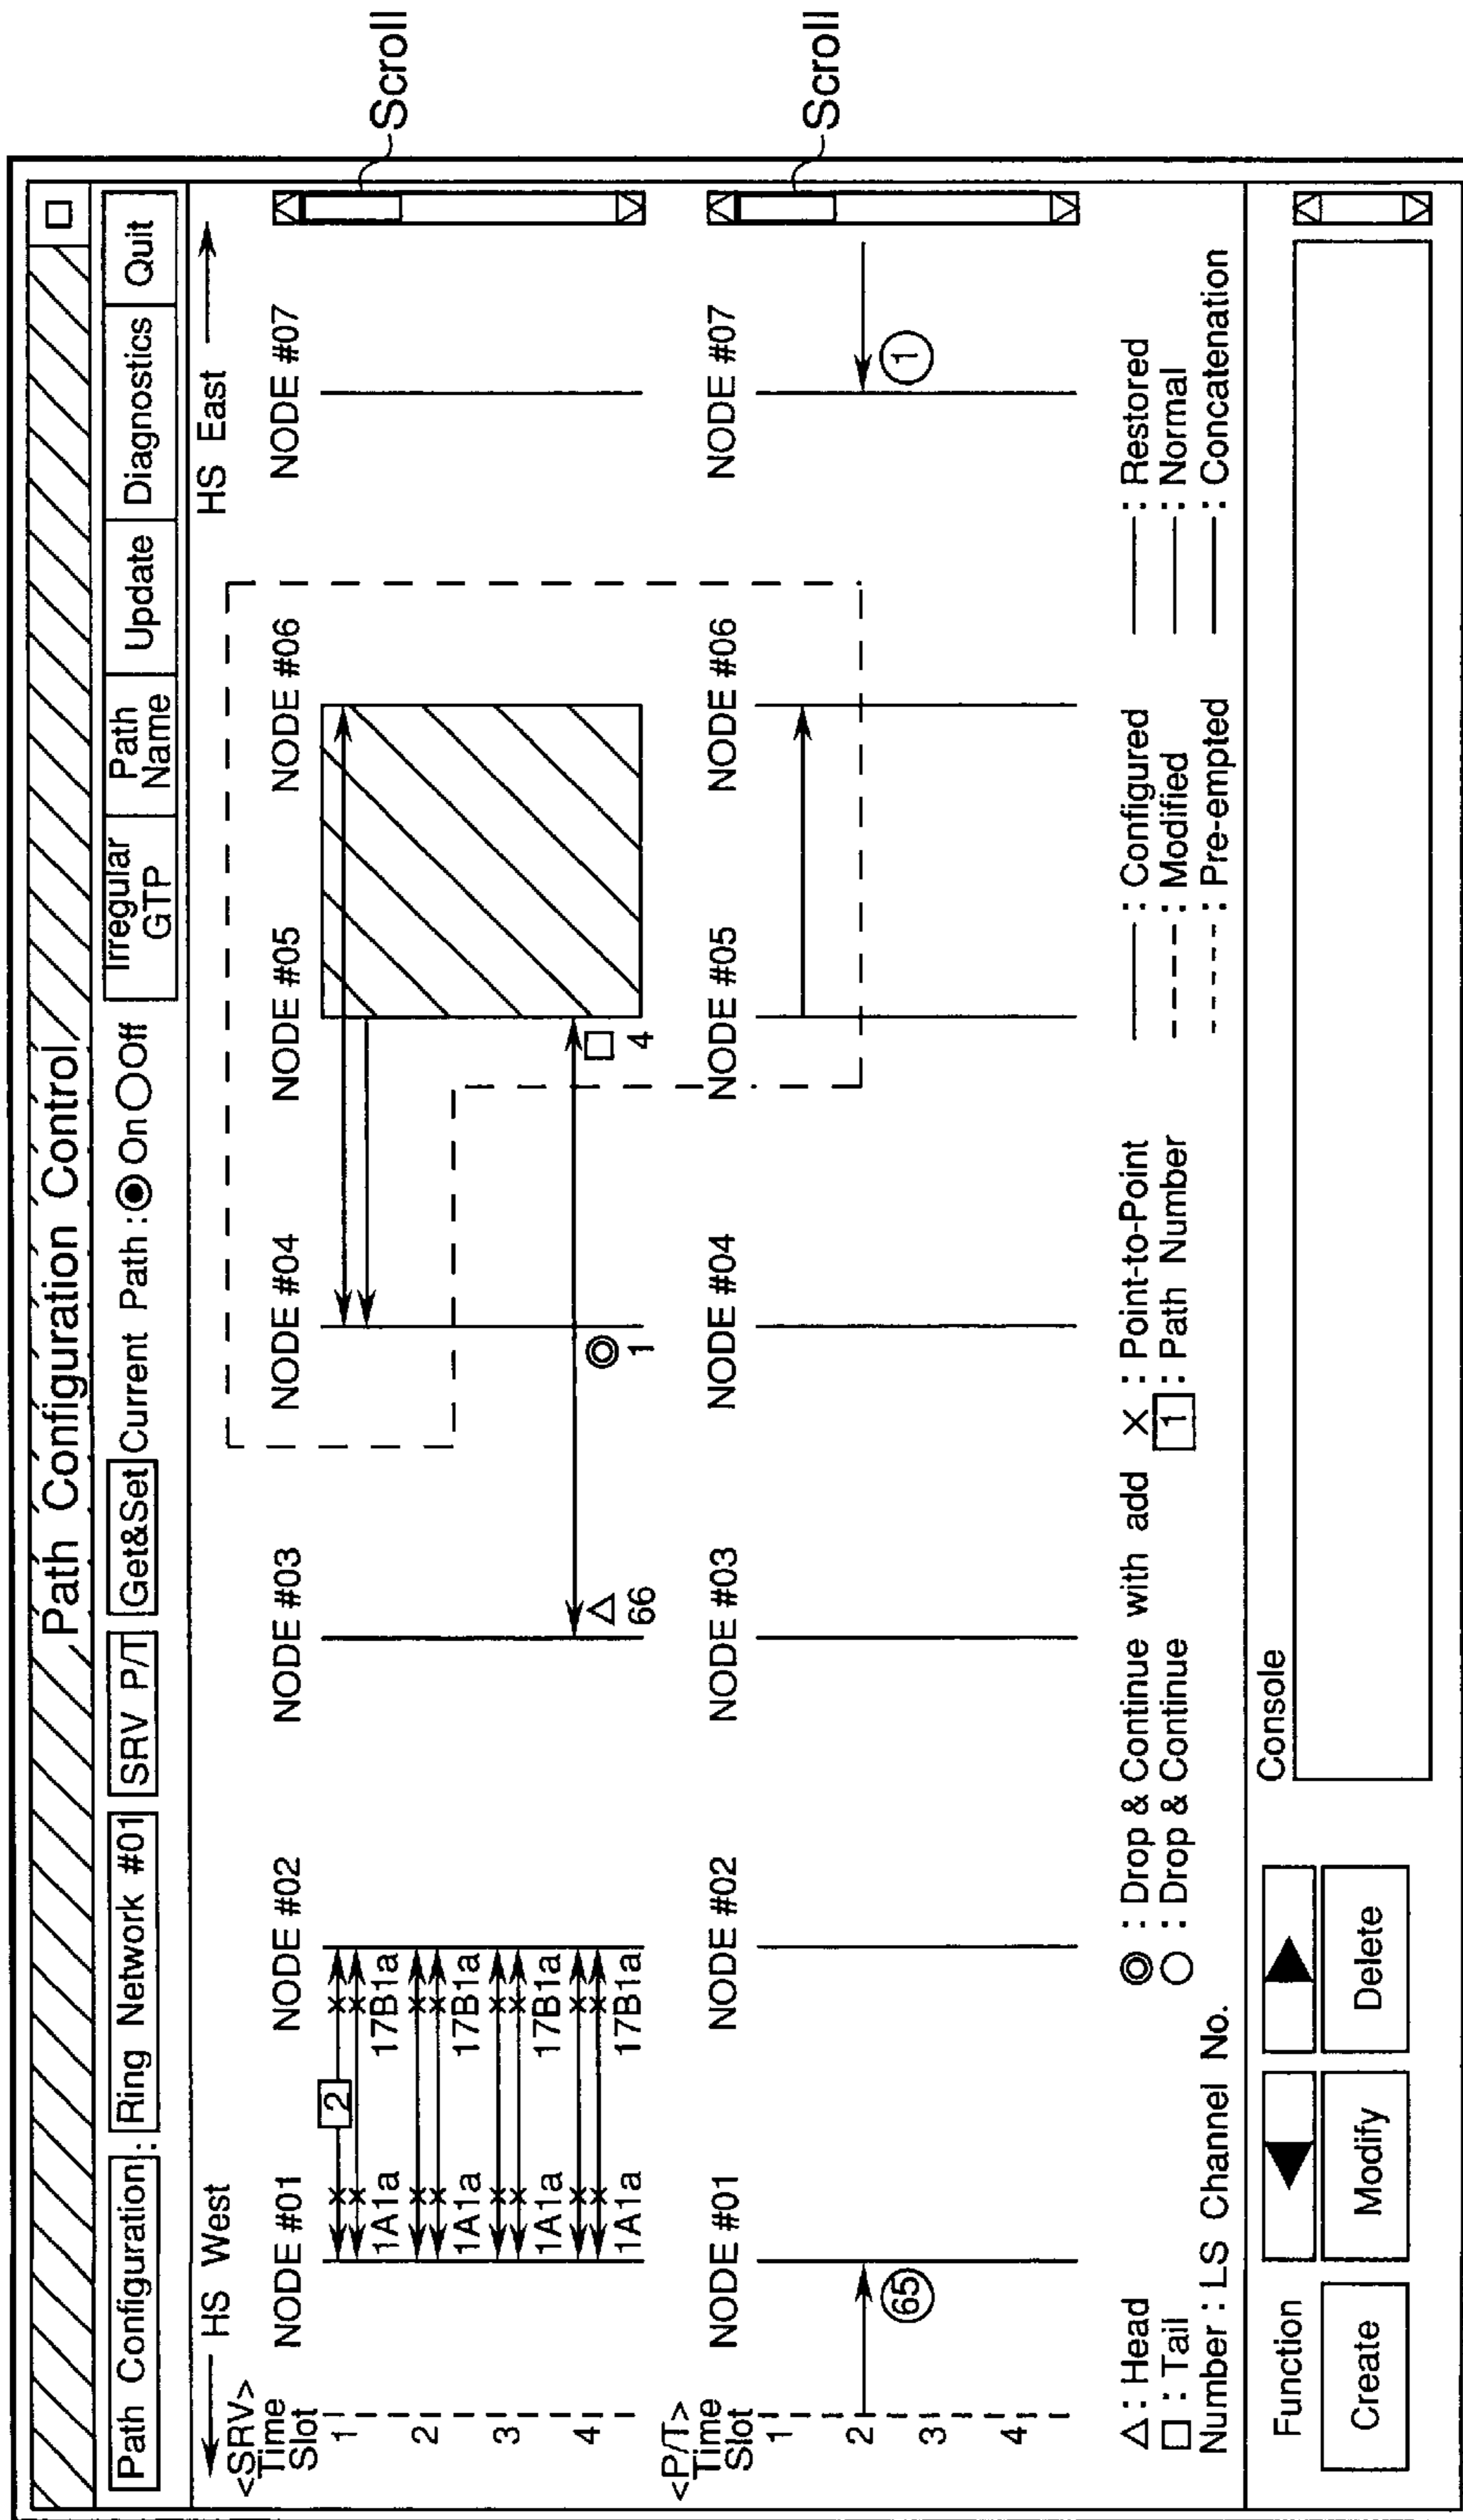 Path Configuration Control
Path Configuration : Ring Network #01 SRV P/T Get&Set Current Path : On Off Irregular GTP Path Name Update Diagnostics Quit
HS West HS East
<SRV>
Time Slot
NODE #01 NODE #02 NODE #03 NODE #04 NODE #05 NODE #06 NODE #07
Scroll
1 2
1A1a 17B1a
2
1A1a 17B1a
3
1A1a 17B1a
4
1A1a 17B1a
66 1 4
<P/T>
Time Slot
NODE #01 NODE #02 NODE #03 NODE #04 NODE #05 NODE #06 NODE #07
Scroll
1
2
65 1
3
4
△ : Head ◎ : Drop & Continue with add × : Point-to-Point —— : Configured —— : Restored
□ : Tail ○ : Drop & Continue 1 : Path Number --- : Modified —— : Normal
Number : LS Channel No. ---- : Pre-empted —— : Concatenation
Function Console
Create Modify Delete